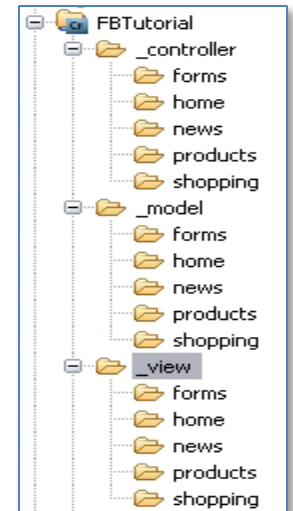 Cr FBTutorial
_controller
forms
home
news
products
shopping
_model
forms
home
news
products
shopping
_view
forms
home
news
products
shopping